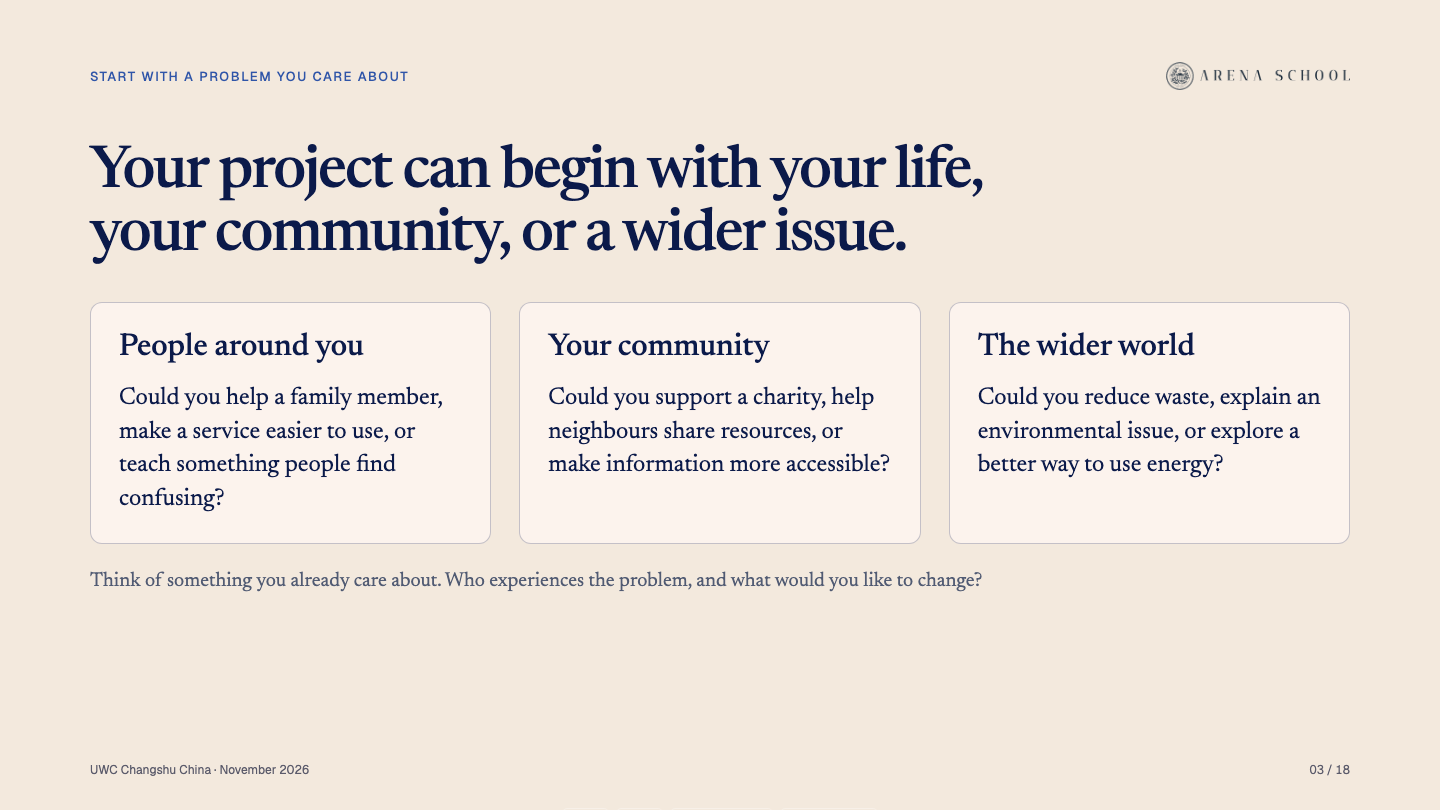 START WITH A PROBLEM YOU CARE ABOUT
ARENA SCHOOL
Your project can begin with your life,
your community, or a wider issue.
People around you
Could you help a family member,
make a service easier to use, or
teach something people find
confusing?
Your community
Could you support a charity, help
neighbours share resources, or
make information more accessible?
The wider world
Could you reduce waste, explain an
environmental issue, or explore a
better way to use energy?
Think of something you already care about. Who experiences the problem, and what would you like to change?
UWC Changshu China · November 2026
03 / 18